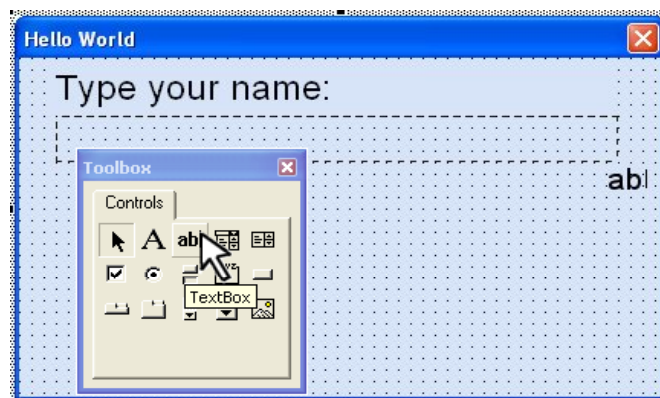 Hello World
Type your name:
abl
Toolbox
Controls
A abl
TextBox